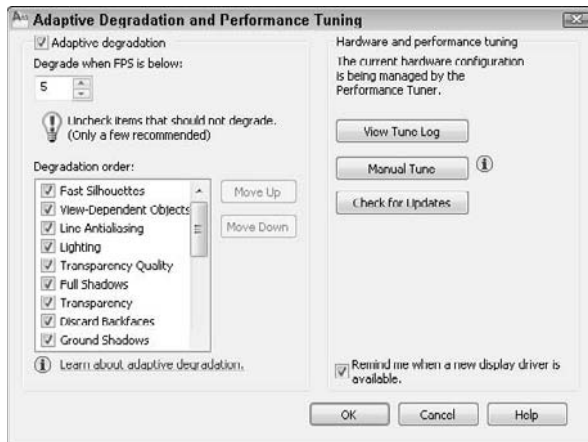 Adaptive Degradation and Performance Tuning
Adaptive degradation
Degrade when FPS is below:
5
Uncheck items that should not degrade.
(Only a few recommended)
Degradation order:
Fast Silhouettes
View-Dependent Objects
Line Antialiasing
Lighting
Transparency Quality
Full Shadows
Transparency
Discard Backfaces
Ground Shadows
Move Up
Move Down
Learn about adaptive degradation.
Hardware and performance tuning
The current hardware configuration
is being managed by the
Performance Tuner.
View Tune Log
Manual Tune
Check for Updates
Remind me when a new display driver is
available.
OK
Cancel
Help